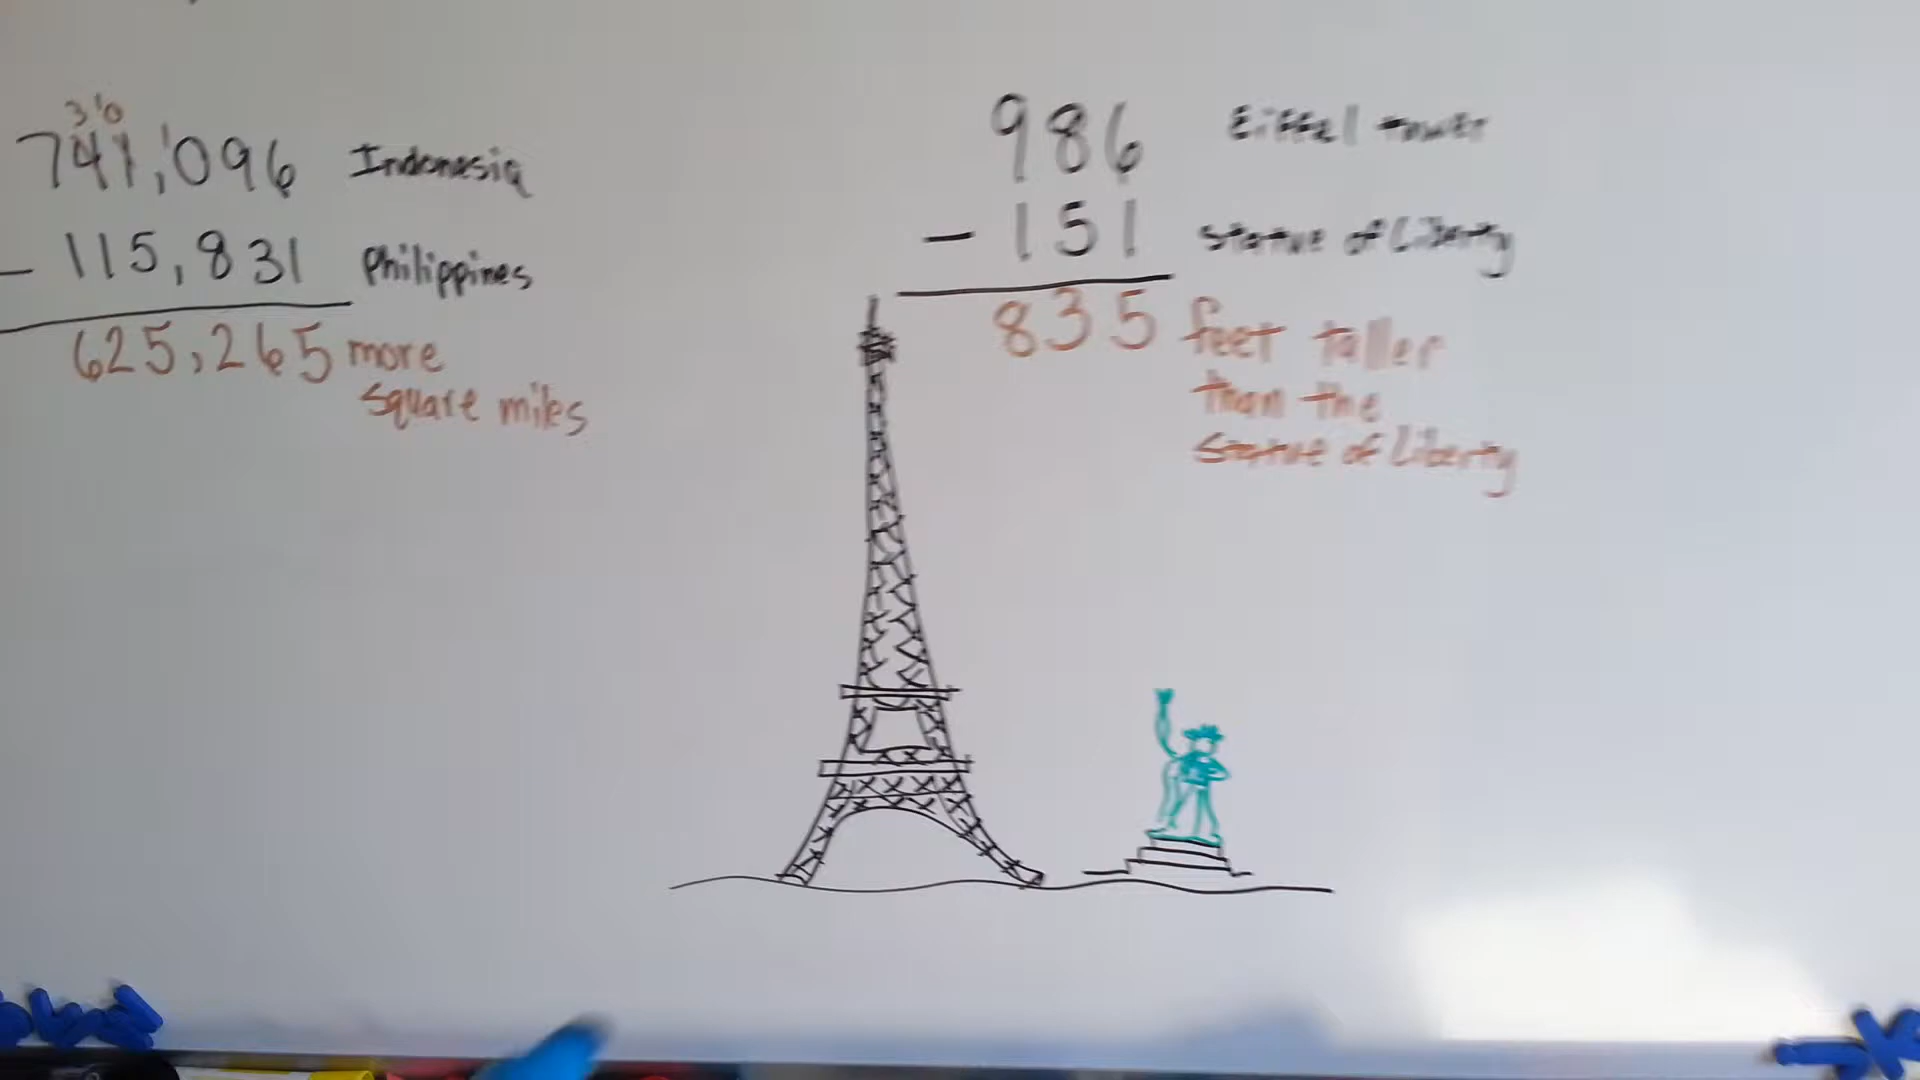 3 10
741,096 Indonesia
- 115,831 Philippines
625,265 more
square miles
986 Eiffel tower
- 151 statue of Liberty
835 feet taller
than the
statue of Liberty